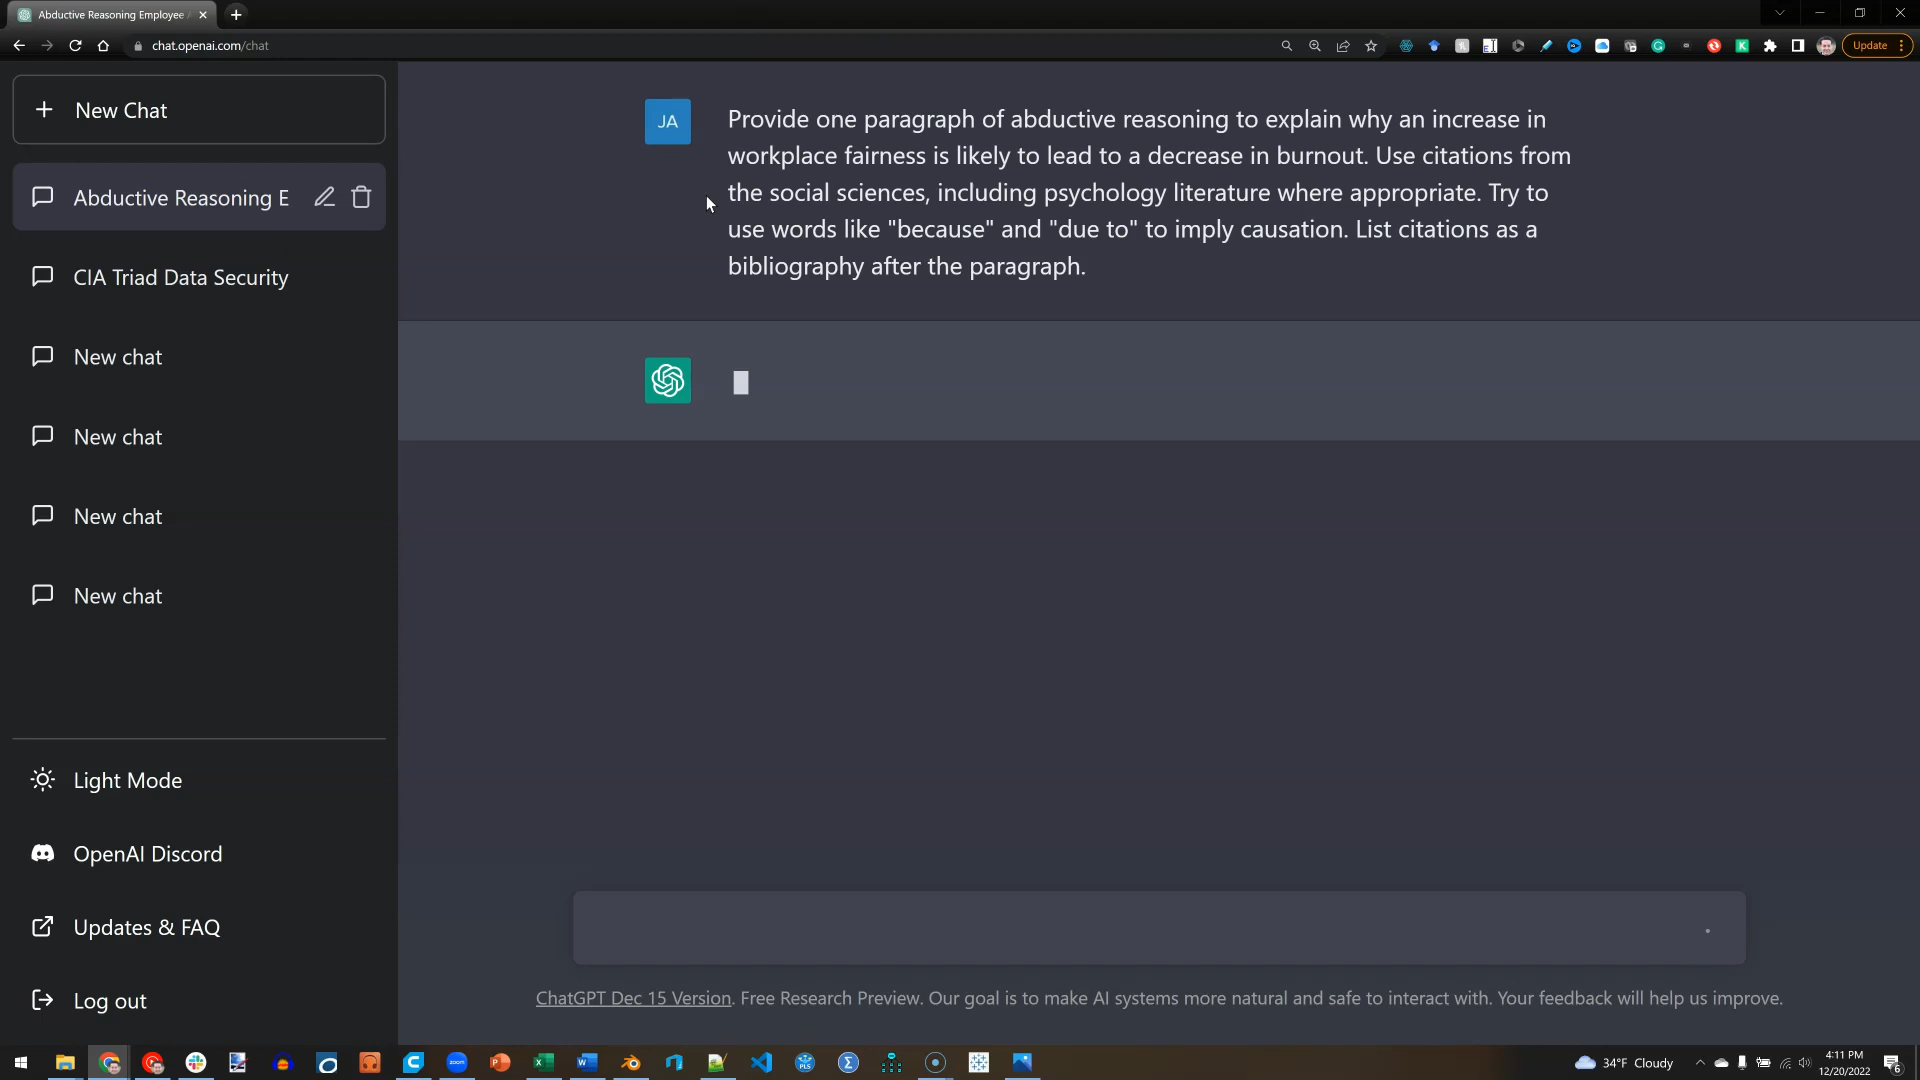 Abductive Reasoning Employee
chat.openai.com/chat
Update
New Chat
Abductive Reasoning E
CIA Triad Data Security
New chat
New chat
New chat
New chat
Light Mode
OpenAI Discord
Updates & FAQ
Log out
JA
Provide one paragraph of abductive reasoning to explain why an increase in
workplace fairness is likely to lead to a decrease in burnout. Use citations from
the social sciences, including psychology literature where appropriate. Try to
use words like "because" and "due to" to imply causation. List citations as a
bibliography after the paragraph.
ChatGPT Dec 15 Version. Free Research Preview. Our goal is to make AI systems more natural and safe to interact with. Your feedback will help us improve.
zoom
PLS
34°F Cloudy
4:11 PM
12/20/2022
6